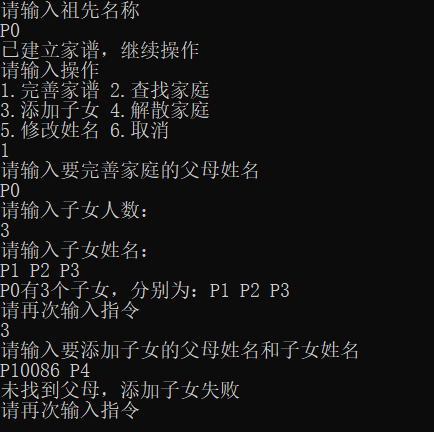 请输入祖先名称
P0
已建立家谱，继续操作
请输入操作
1.完善家谱 2.查找家庭
3.添加子女 4.解散家庭
5.修改姓名 6.取消
1
请输入要完善家庭的父母姓名
P0
请输入子女人数：
3
请输入子女姓名：
P1 P2 P3
P0有3个子女，分别为：P1 P2 P3
请再次输入指令
3
请输入要添加子女的父母姓名和子女姓名
P10086 P4
未找到父母，添加子女失败
请再次输入指令